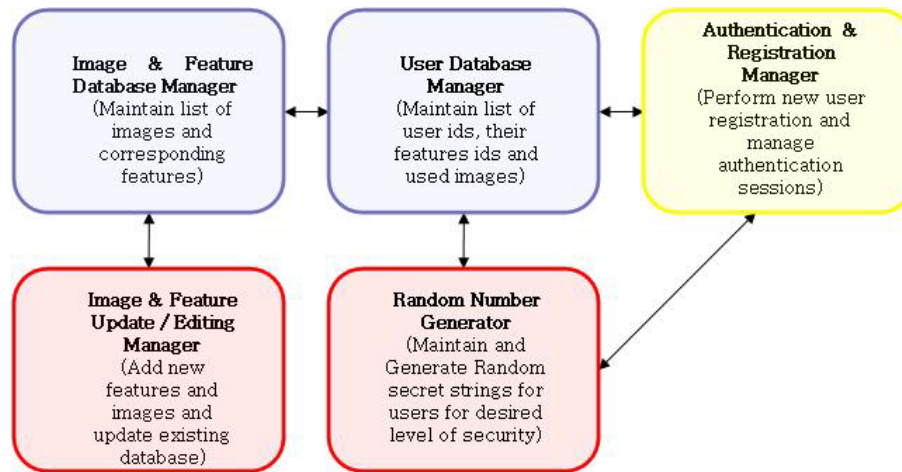 Image & Feature
Database Manager
(Maintain list of
images and
corresponding
features)
User Database
Manager
(Maintain list of
user ids, their
features ids and
used images)
Authentication &
Registration
Manager
(Perform new user
registration and
manage
authentication
sessions)
Image & Feature
Update / Editing
Manager
(Add new
features and
images and
update existing
database)
Random Number
Generator
(Maintain and
Generate Random
secret strings for
users for desired
level of security)